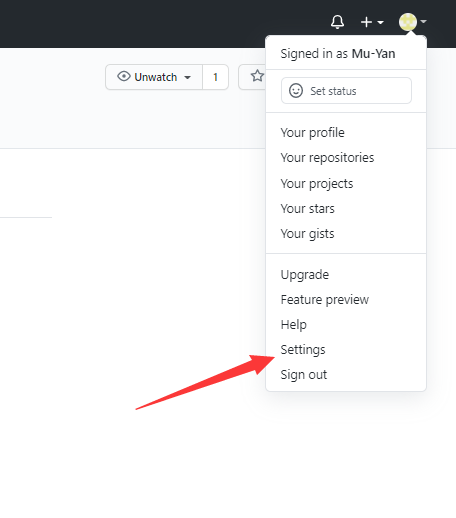 Signed in as Mu-Yan
Unwatch 1
Set status
Your profile
Your repositories
Your projects
Your stars
Your gists
Upgrade
Feature preview
Help
Settings
Sign out